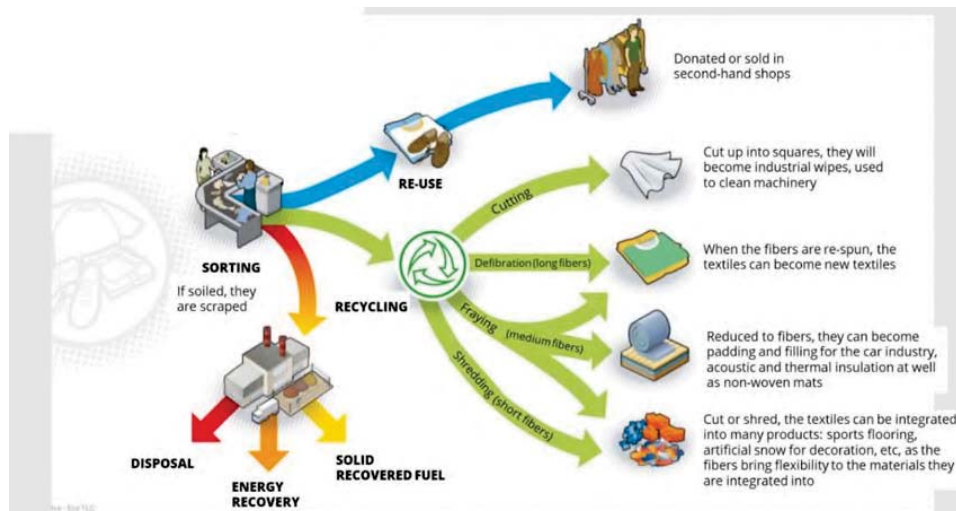 Donated or sold in
second-hand shops
RE-USE
Cutting
Cut up into squares, they will
become industrial wipes, used
to clean machinery
SORTING
If soiled, they
are scraped
RECYCLING
Defibration (long fibers)
When the fibers are re-spun, the
textiles can become new textiles
Fraying (medium fibers)
Reduced to fibers, they can become
padding and filling for the car industry,
acoustic and thermal insulation at well
as non-woven mats
Shredding (short fibers)
Cut or shred, the textiles can be integrated
into many products: sports flooring,
artificial snow for decoration, etc, as the
fibers bring flexibility to the materials they
are integrated into
DISPOSAL
ENERGY
RECOVERY
SOLID
RECOVERED FUEL